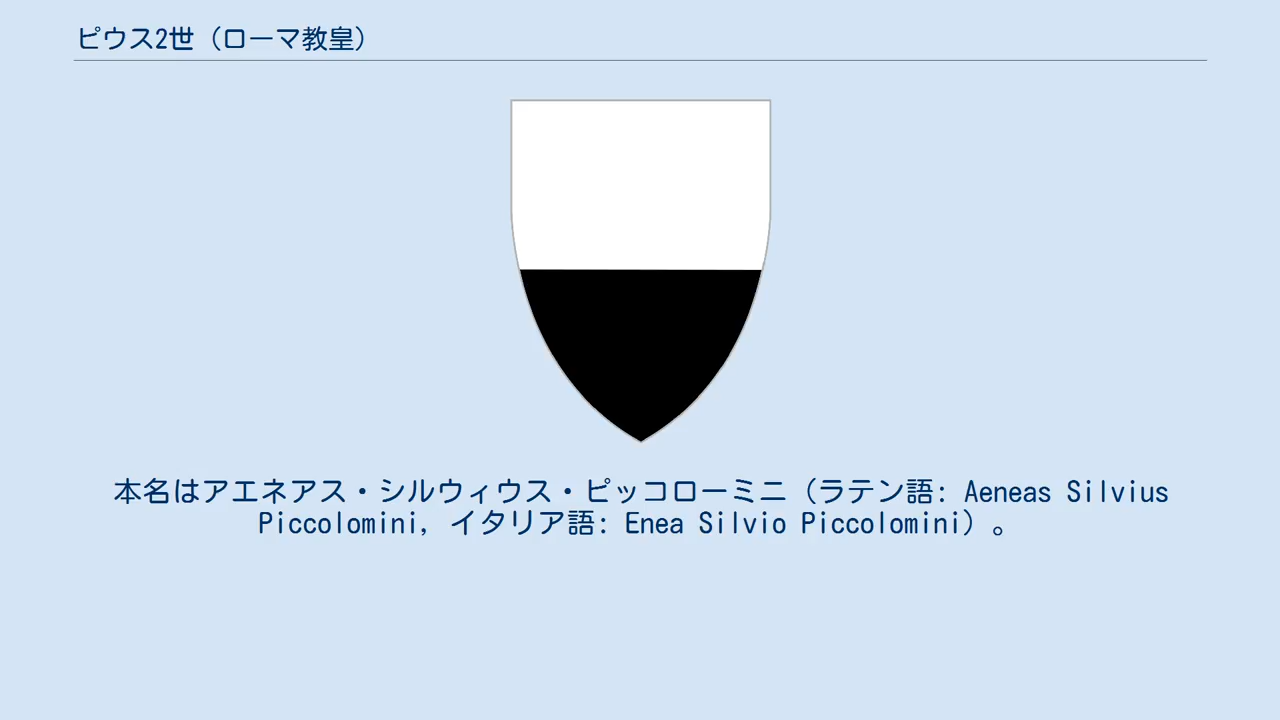 ピウス2世（ローマ教皇）
本名はアエネアス・シルウィウス・ピッコローミニ（ラテン語: Aeneas Silvius
Piccolomini, イタリア語: Enea Silvio Piccolomini）。